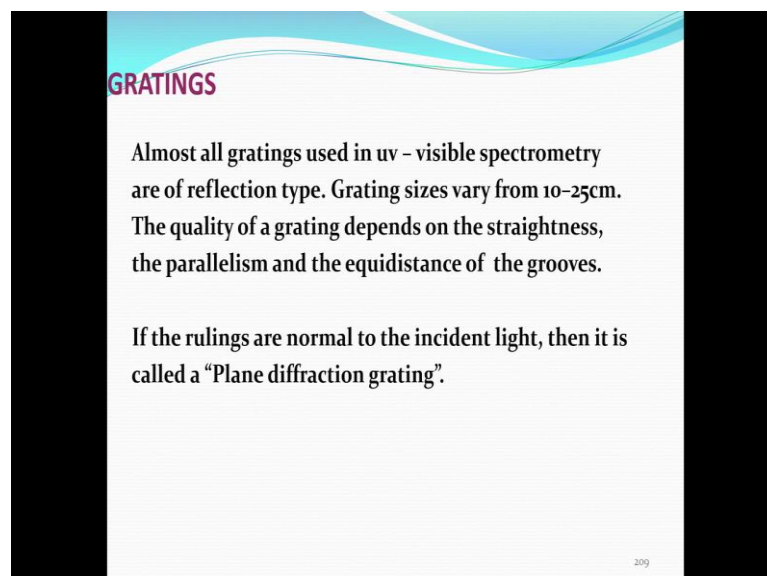 GRATINGS
Almost all gratings used in uv – visible spectrometry
are of reflection type. Grating sizes vary from 10–25cm.
The quality of a grating depends on the straightness,
the parallelism and the equidistance of the grooves.
If the rulings are normal to the incident light, then it is
called a “Plane diffraction grating”.
209